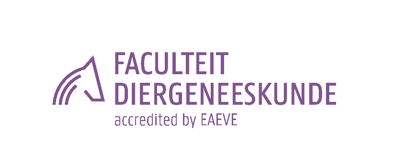 FACULTEIT
DIERGENEESKUNDE
accredited by EAEVE